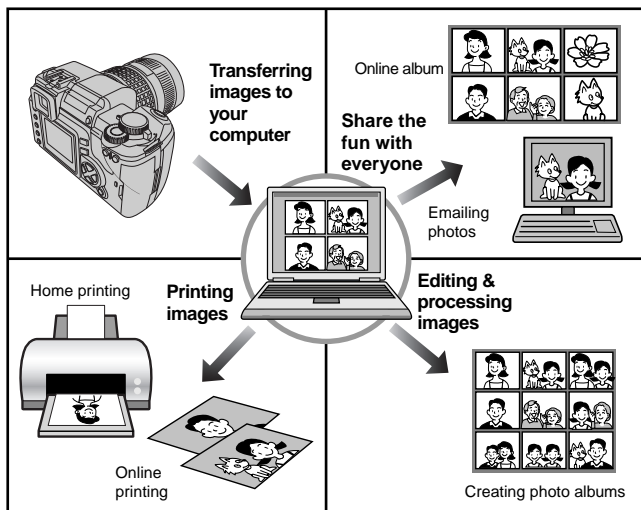 Transferring
images to
your
computer
Online album
Share the
fun with
everyone
Emailing
photos
Home printing
Printing
images
Online
printing
Editing &
processing
images
Creating photo albums